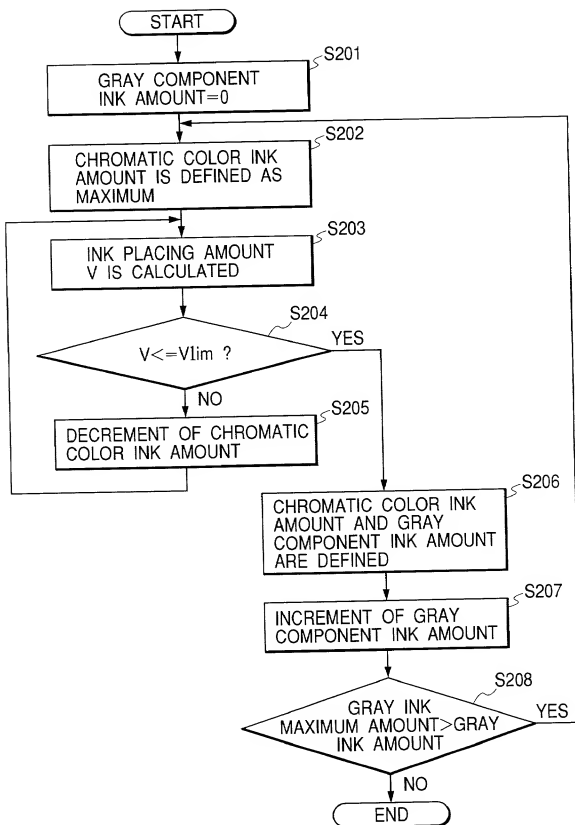 START
S201
GRAY COMPONENT
INK AMOUNT=0
S202
CHROMATIC COLOR INK
AMOUNT IS DEFINED AS
MAXIMUM
S203
INK PLACING AMOUNT
V IS CALCULATED
S204
V<=Vlim ?
YES
NO
S205
DECREMENT OF CHROMATIC
COLOR INK AMOUNT
S206
CHROMATIC COLOR INK
AMOUNT AND GRAY
COMPONENT INK AMOUNT
ARE DEFINED
S207
INCREMENT OF GRAY
COMPONENT INK AMOUNT
S208
GRAY INK
MAXIMUM AMOUNT>GRAY
INK AMOUNT
YES
NO
END